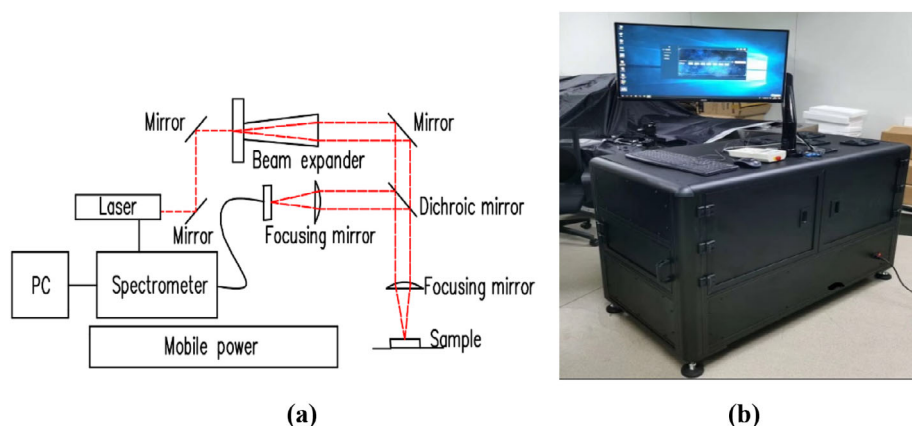 Mirror
Mirror
Beam expander
Laser
Mirror
Dichroic mirror
Focusing mirror
PC
Spectrometer
Focusing mirror
Sample
Mobile power
(a)
(b)